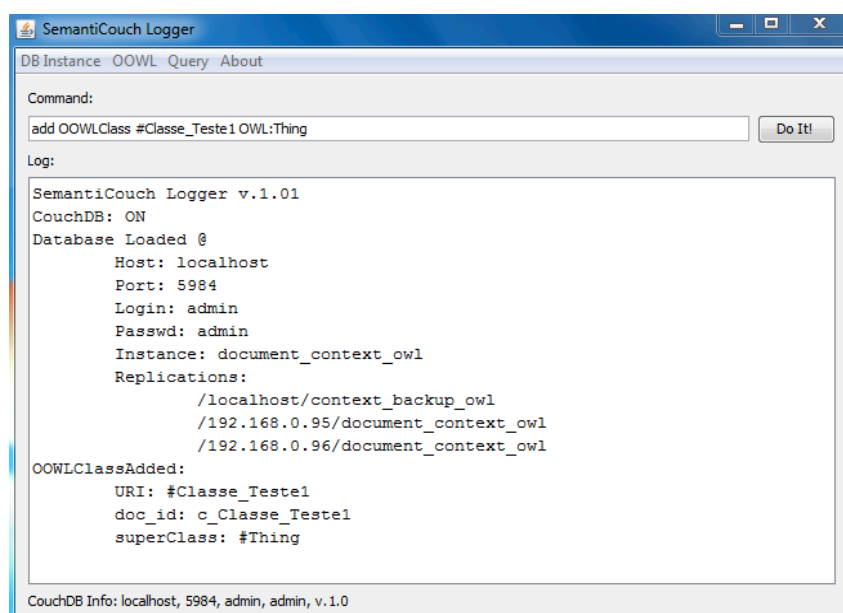 SemantiCouch Logger
DB Instance OOWL Query About
Command:
add OOWLClass #Classe_Teste1 OWL:Thing Do It!
Log:
SemantiCouch Logger v.1.01
CouchDB: ON
Database Loaded @
Host: localhost
Port: 5984
Login: admin
Passwd: admin
Instance: document_context_owl
Replications:
/localhost/context_backup_owl
/192.168.0.95/document_context_owl
/192.168.0.96/document_context_owl
OOWLClassAdded:
URI: #Classe_Teste1
doc_id: c_Classe_Teste1
superClass: #Thing
CouchDB Info: localhost, 5984, admin, admin, v.1.0